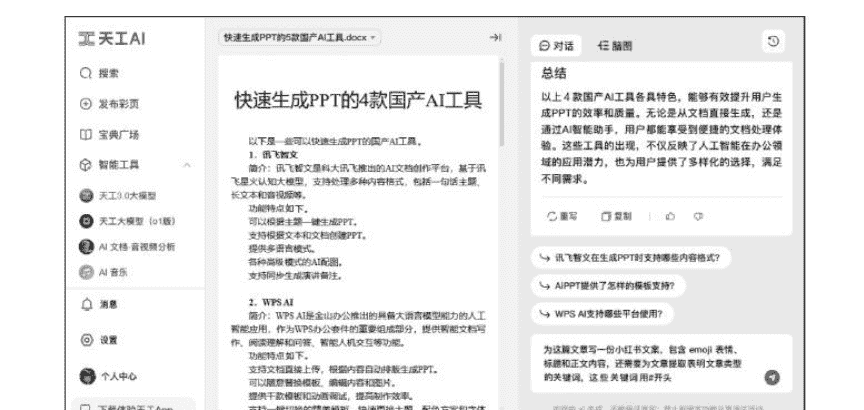 天工AI
搜索
发布彩页
宝典广场
智能工具
天工3.0大模型
天工大模型（o1版）
AI 文档-音视频分析
AI 音乐
消息
设置
个人中心
下载体验天工App
快速生成PPT的5款国产AI工具.docx
快速生成PPT的4款国产AI工具
以下是一些可以快速生成PPT的国产AI工具。
1. 讯飞智文
简介：讯飞智文是科大讯飞推出的AI文档创作平台，基于讯
飞星火认知大模型，支持处理多种内容格式，包括一句话主题、
长文本和音视频等。
功能特点如下。
可以根据主题一键生成PPT。
支持根据文本和文档创建PPT。
提供多语言模式。
各种高级模式的AI配图。
支持同步生成演讲备注。
2. WPS AI
简介：WPS AI是金山办公推出的具备大语言模型能力的人工
智能应用，作为WPS办公套件的重要组成部分，提供智能文档写
作、阅读理解和问答、智能人机交互等功能。
功能特点如下。
支持文档直接上传，根据内容自动排版生成PPT。
可以随意替换模板，编辑内容和图片。
提供千款模板和动画调试，提高制作效率。
对话
脑图
总结
以上4款国产AI工具各具特色，能够有效提升用户生
成PPT的效率和质量。无论是从文档直接生成，还是
通过AI智能助手，用户都能享受到便捷的文档处理体
验。这些工具的出现，不仅反映了人工智能在办公领
域的应用潜力，也为用户提供了多样化的选择，满足
不同需求。
重写 复制
讯飞智文在生成PPT时支持哪些内容格式？
AiPPT提供了怎样的模板支持？
WPS AI支持哪些平台使用？
为这篇文章写一份小红书文案，包含 emoji 表情、
标题和正文内容，还需要为文章提取表明文章类型
的关键词，这些关键词用#开头